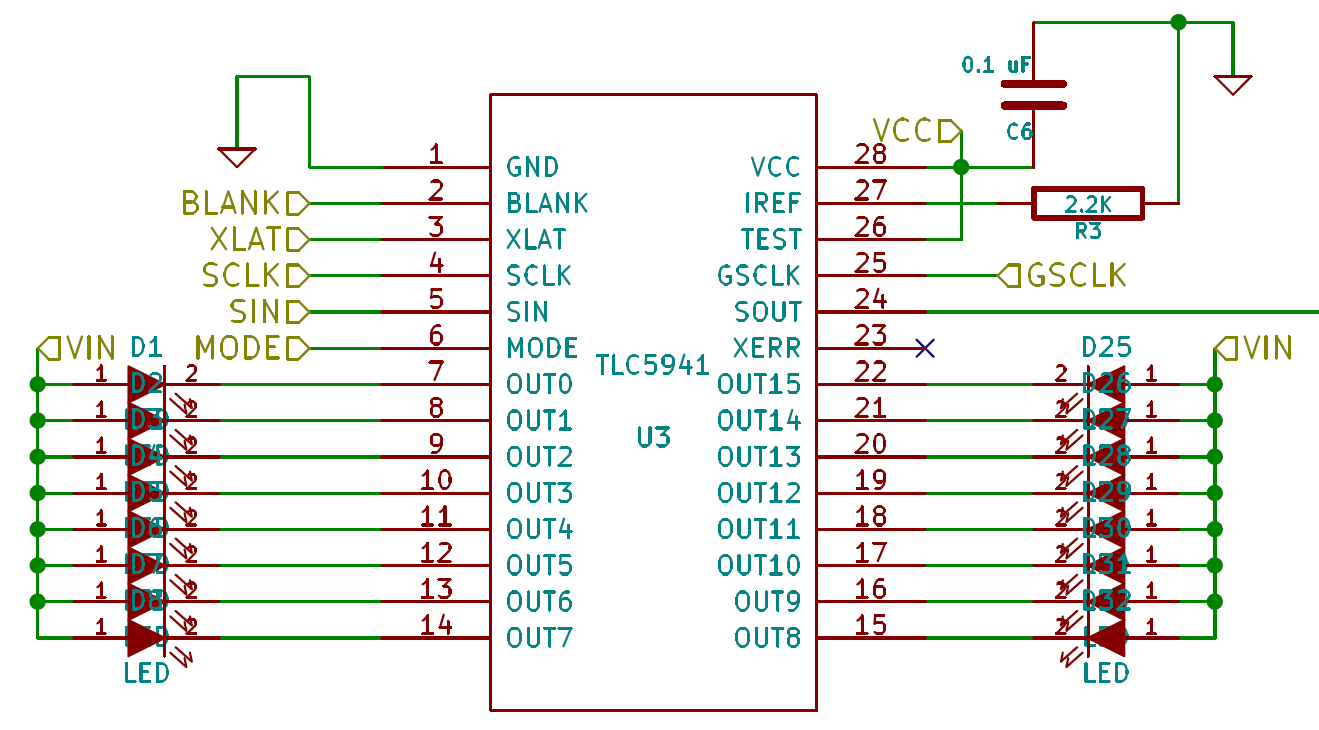 0.1 uF
C6
VCC
1 GND VCC 28
2.2K
R3
BLANK 2 BLANK IREF 27
XLAT 3 XLAT TEST 26
SCLK 4 SCLK GSCLK 25 GSCLK
SIN 5 SIN SOUT 24
VIN D1 MODE 6 MODE XERR 23 D25 VIN
TLC5941
1 D2 2 7 OUT0 OUT15 22 2 D26 1
1 D3 2 8 OUT1 OUT14 21 2 D27 1
U3
1 D4 2 9 OUT2 OUT13 20 2 D28 1
1 D5 2 10 OUT3 OUT12 19 2 D29 1
1 D6 2 11 OUT4 OUT11 18 2 D30 1
1 D7 2 12 OUT5 OUT10 17 2 D31 1
1 D8 2 13 OUT6 OUT9 16 2 D32 1
1 2 14 OUT7 OUT8 15 2 1
LED LED